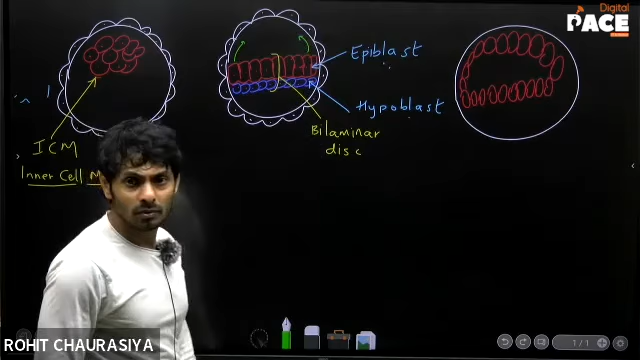 Digital
PACE
Epiblast
Hypoblast
Bilaminar
disc
ICM
Inner Cell M
1/1
ROHIT CHAURASIYA